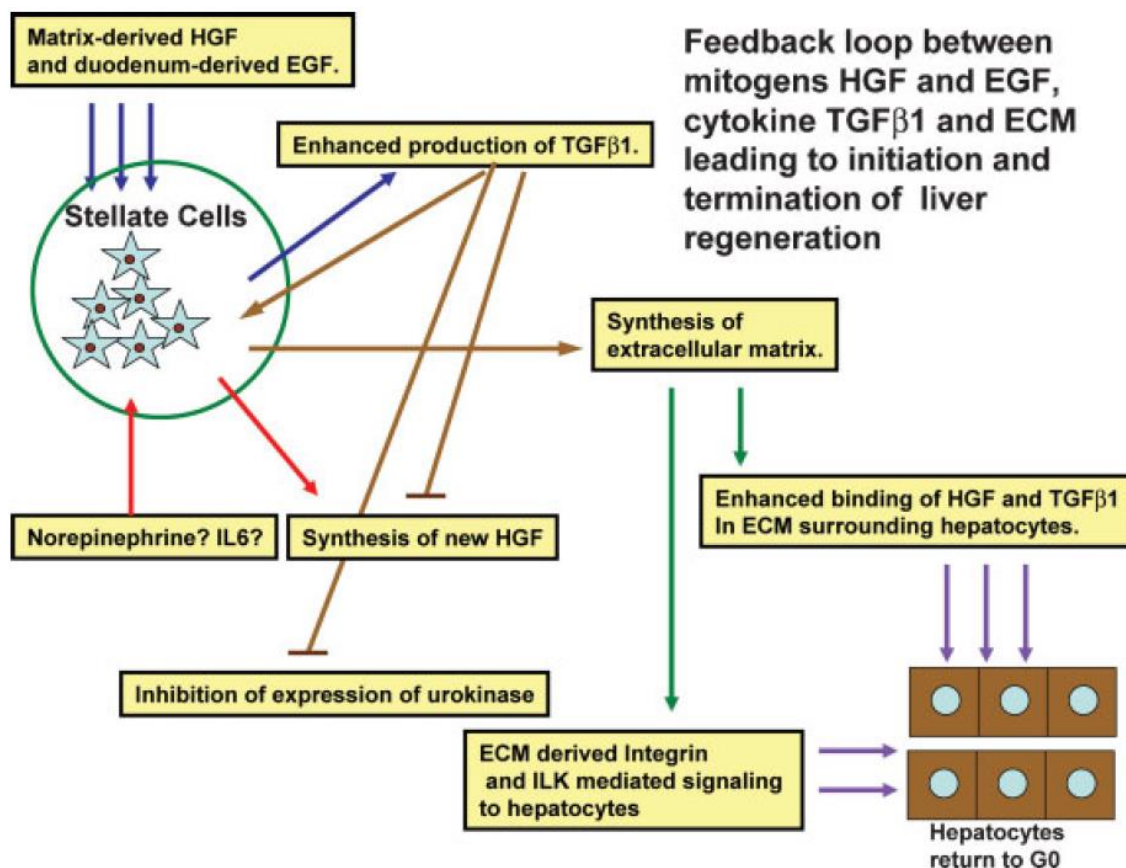 Matrix-derived HGF
and duodenum-derived EGF.
Feedback loop between
mitogens HGF and EGF,
cytokine TGFβ1 and ECM
leading to initiation and
termination of liver
regeneration
Enhanced production of TGFβ1.
Stellate Cells
Synthesis of
extracellular matrix.
Enhanced binding of HGF and TGFβ1
In ECM surrounding hepatocytes.
Norepinephrine? IL6?
Synthesis of new HGF
Inhibition of expression of urokinase
ECM derived Integrin
and ILK mediated signaling
to hepatocytes
Hepatocytes
return to G0